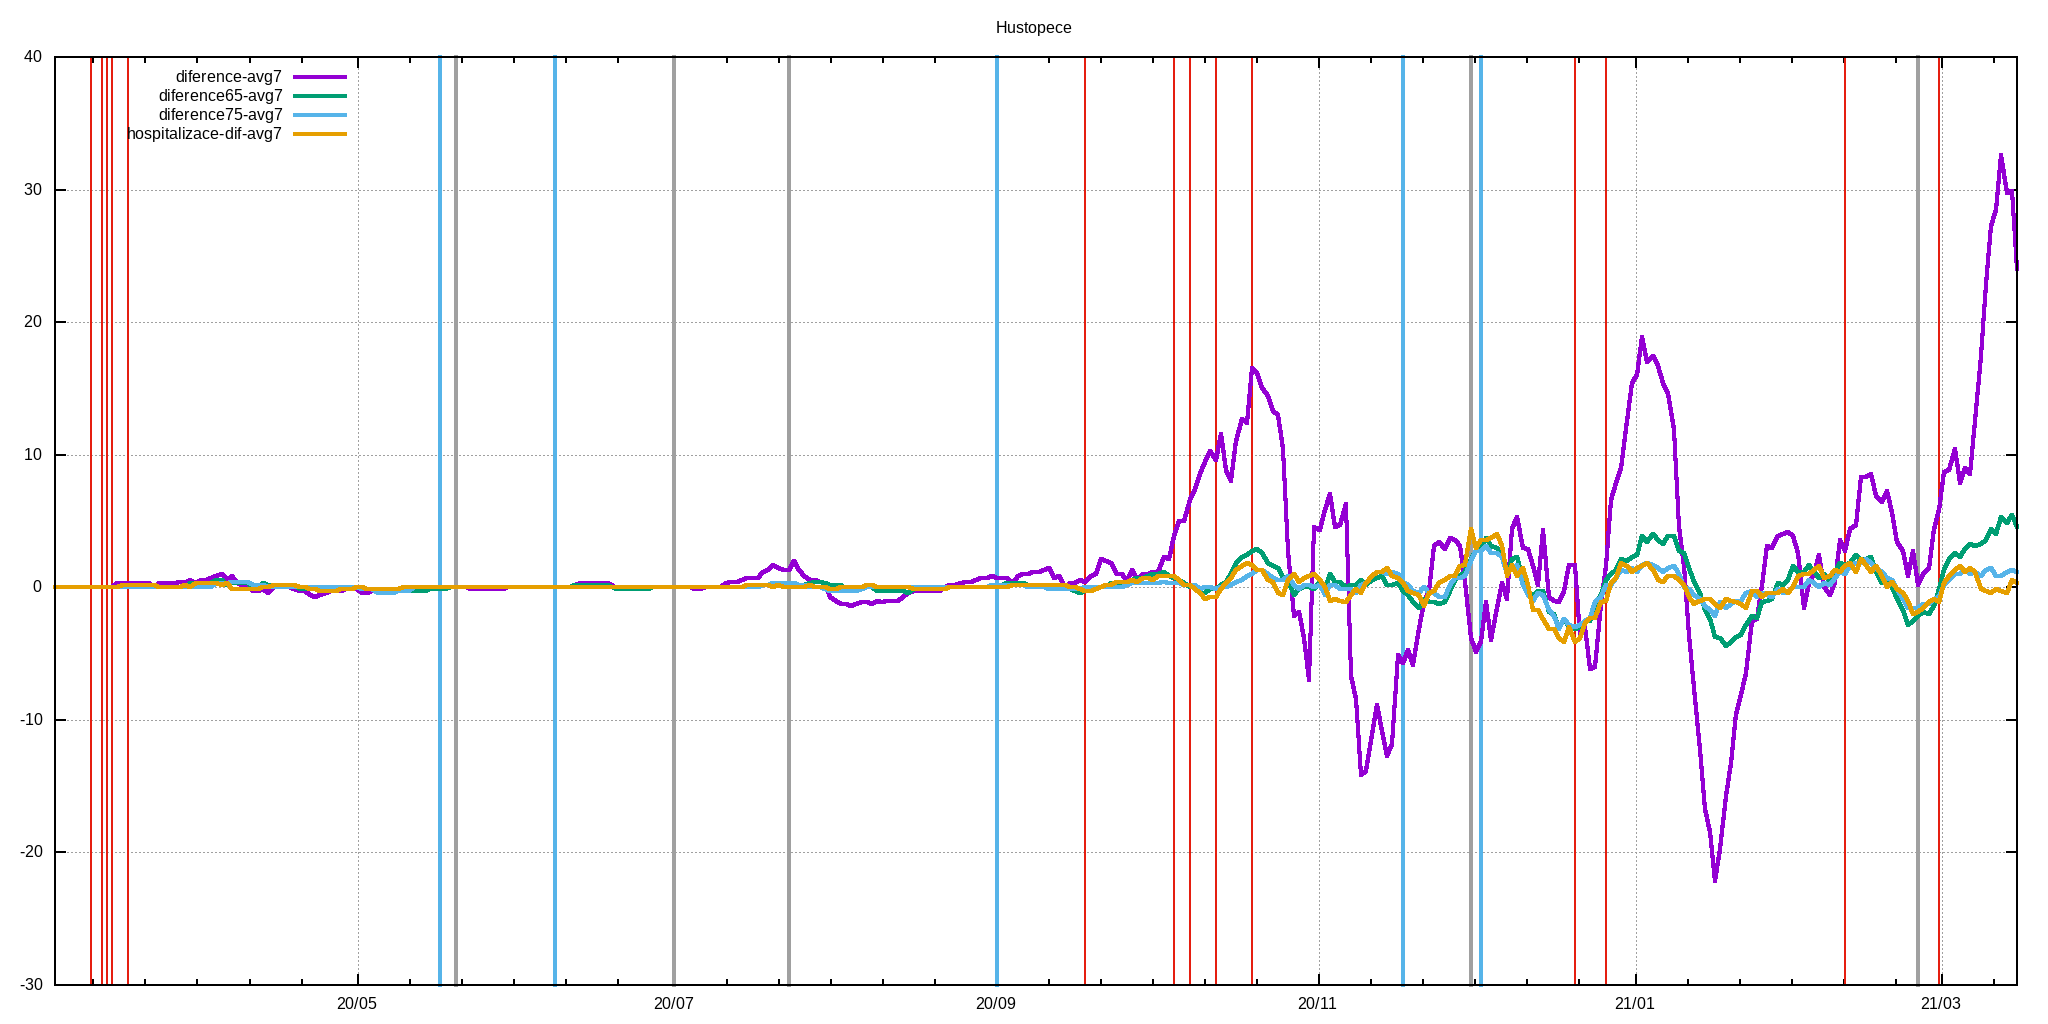 Hustopece
diference-avg7
diference65-avg7
diference75-avg7
hospitalizace-dif-avg7
40
30
20
10
0
-10
-20
-30
20/05 20/07 20/09 20/11 21/01 21/03